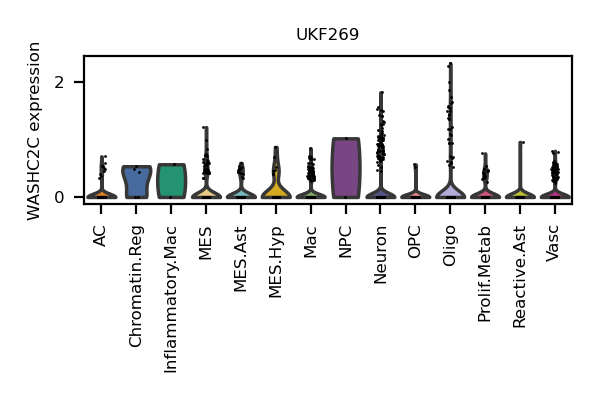 UKF269
WASHC2C expression
2
0
AC
Chromatin.Reg
Inflammatory.Mac
MES
MES.Ast
MES.Hyp
Mac
NPC
Neuron
OPC
Oligo
Prolif.Metab
Reactive.Ast
Vasc